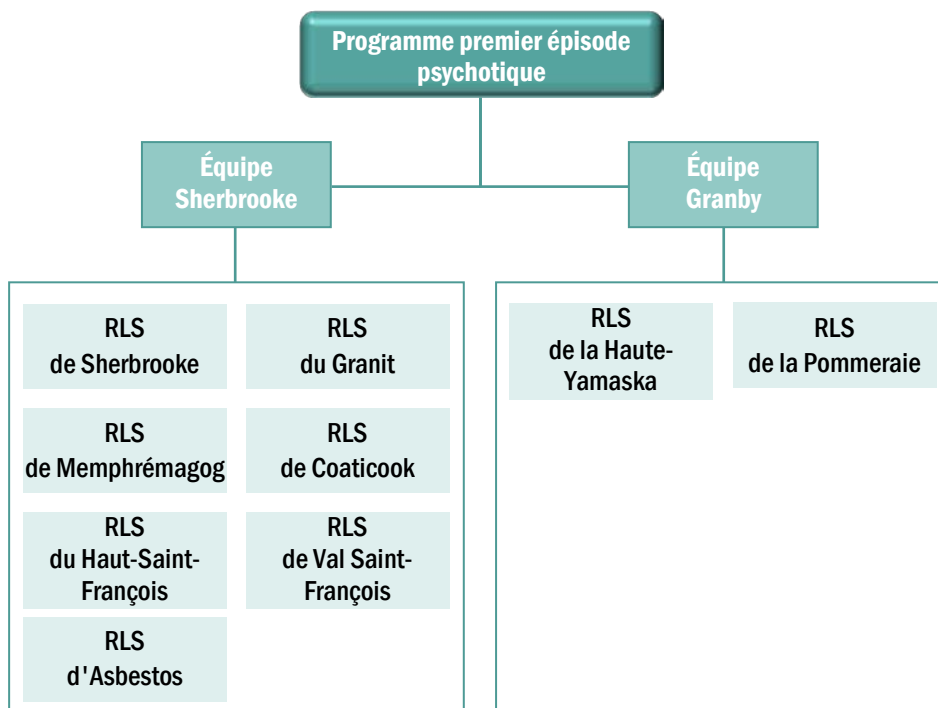 Programme premier épisode
psychotique
Équipe
Sherbrooke
Équipe
Granby
RLS
de Sherbrooke
RLS
du Granit
RLS
de Memphrémagog
RLS
de Coaticook
RLS
du Haut-Saint-
François
RLS
de Val Saint-
François
RLS
d'Asbestos
RLS
de la Haute-
Yamaska
RLS
de la Pommeraie